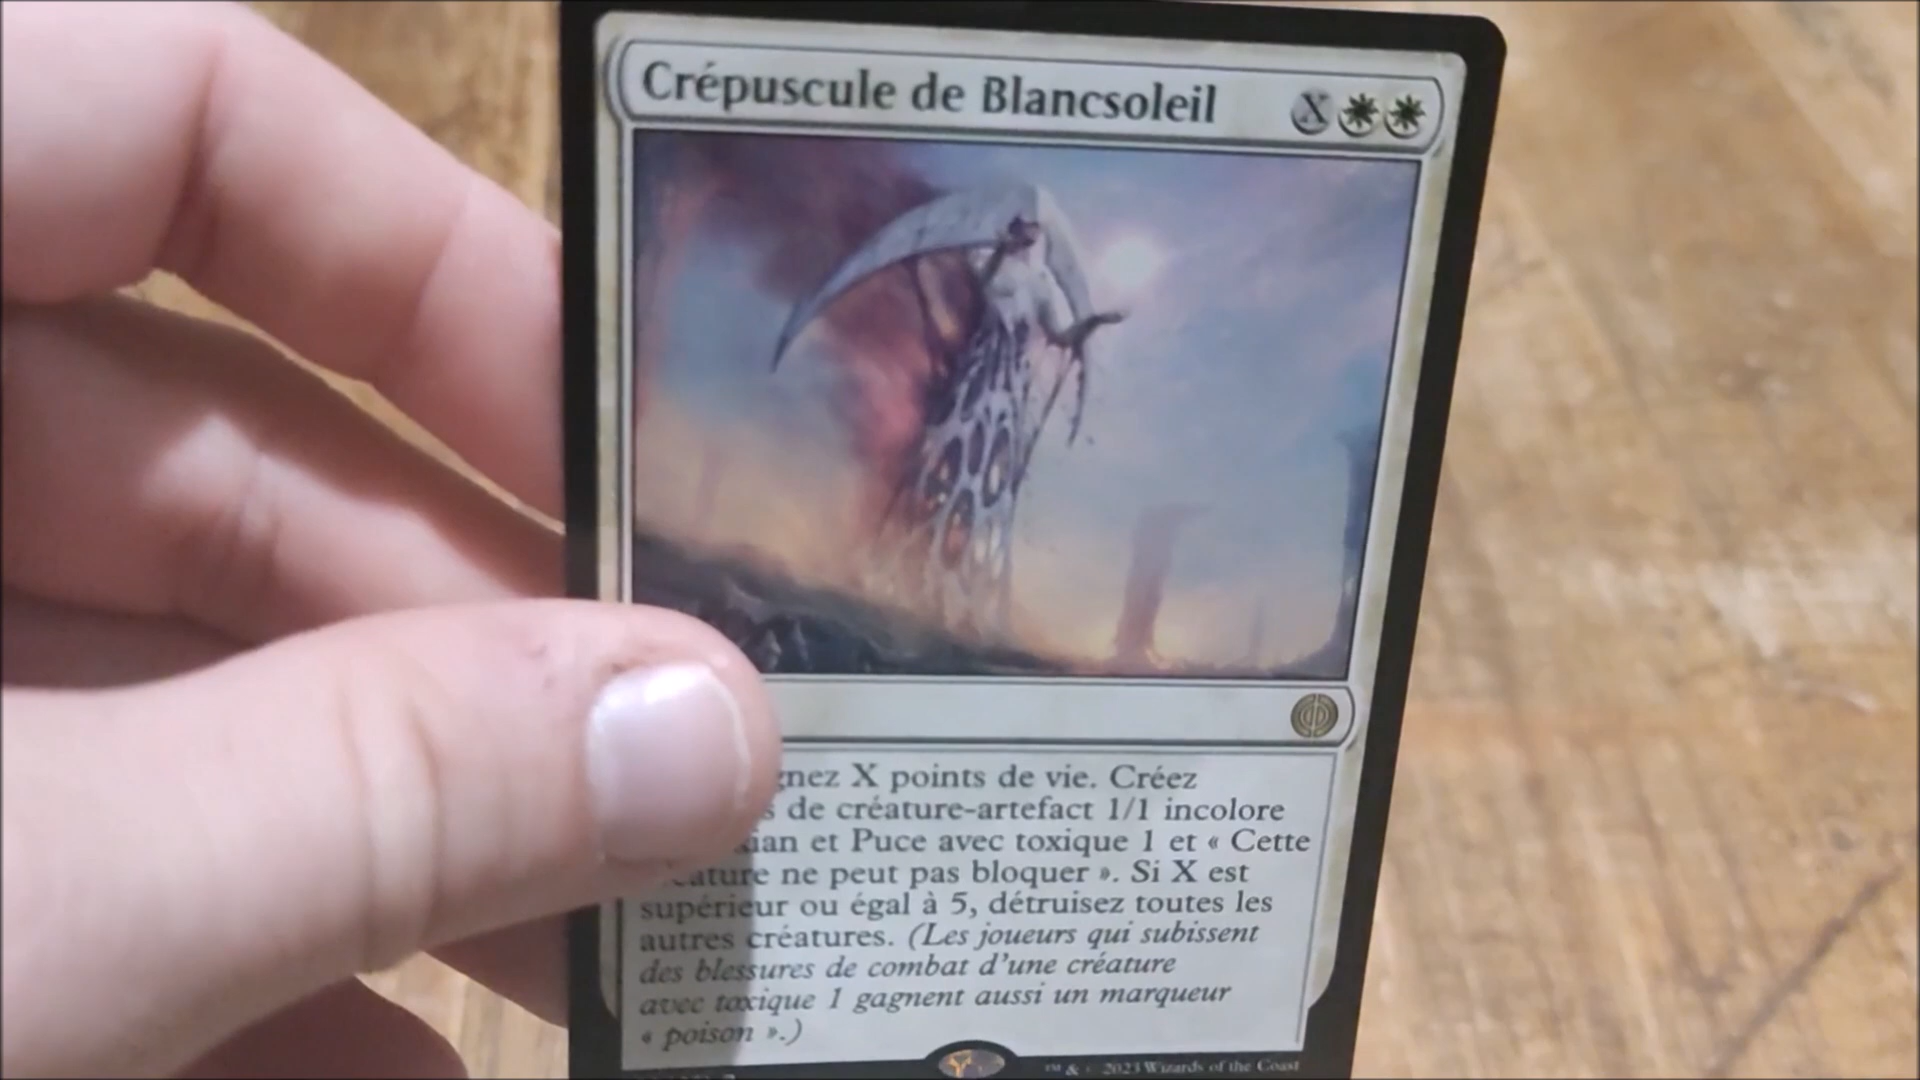 Crépuscule de Blancsoleil X
gnez X points de vie. Créez
s de créature-artefact 1/1 incolore
ian et Puce avec toxique 1 et « Cette
ature ne peut pas bloquer ». Si X est
supérieur ou égal à 5, détruisez toutes les
autres créatures. (Les joueurs qui subissent
des blessures de combat d'une créature
avec toxique 1 gagnent aussi un marqueur
« poison ».)
™ & © 2023 Wizards of the Coast